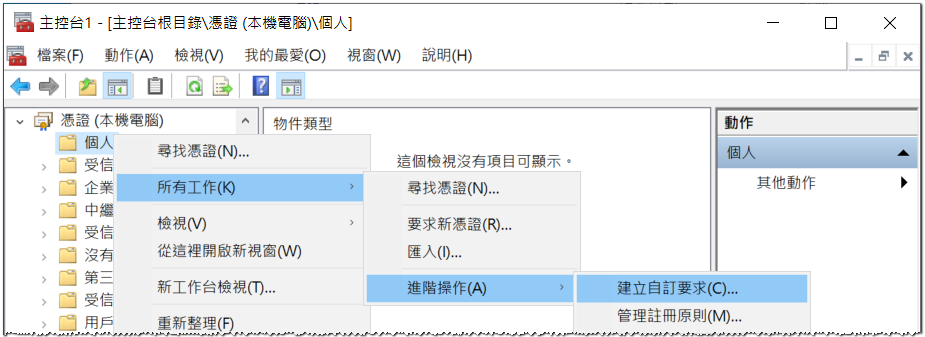 主控台1 - [主控台根目錄\憑證 (本機電腦)\個人]
檔案(F) 動作(A) 檢視(V) 我的最愛(O) 視窗(W) 說明(H)
憑證 (本機電腦)
個人
受信
企業
中繼
受信
沒有
第三
受信
用戶
物件類型
這個檢視沒有項目可顯示。
尋找憑證(N)...
所有工作(K)
檢視(V)
從這裡開啟新視窗(W)
新工作台檢視(T)...
重新整理(F)
尋找憑證(N)...
要求新憑證(R)...
匯入(I)...
進階操作(A)
建立自訂要求(C)...
管理註冊原則(M)...
動作
個人
其他動作